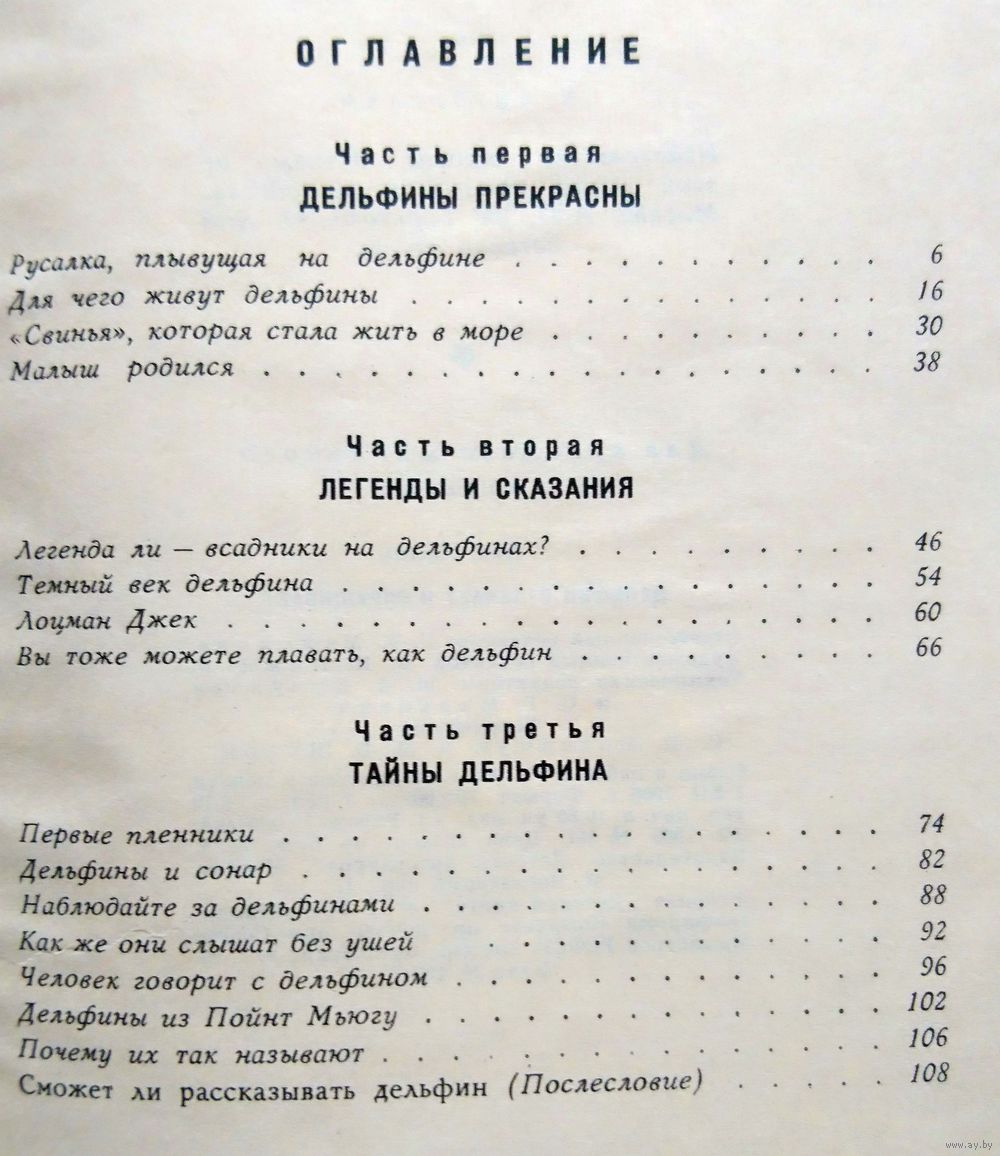 ОГЛАВЛЕНИЕ
Часть первая
ДЕЛЬФИНЫ ПРЕКРАСНЫ
Русалка, плывущая на дельфине . . . . . . . . . . . 6
Для чего живут дельфины . . . . . . . . . . . . . . 16
«Свинья», которая стала жить в море . . . . . . . . . . 30
Малыш родился . . . . . . . . . . . . . . . . . 38
Часть вторая
ЛЕГЕНДЫ И СКАЗАНИЯ
Легенда ли — всадники на дельфинах? . . . . . . . . . 46
Темный век дельфина . . . . . . . . . . . . . . . 54
Лоцман Джек . . . . . . . . . . . . . . . . . . 60
Вы тоже можете плавать, как дельфин . . . . . . . . . 66
Часть третья
ТАЙНЫ ДЕЛЬФИНА
Первые пленники . . . . . . . . . . . . . . . . . 74
Дельфины и сонар . . . . . . . . . . . . . . . . 82
Наблюдайте за дельфинами . . . . . . . . . . . . . 88
Как же они слышат без ушей . . . . . . . . . . . 92
Человек говорит с дельфином . . . . . . . . . . . . 96
Дельфины из Пойнт Мьюгу . . . . . . . . . . . . . 102
Почему их так называют . . . . . . . . . . . . . . 106
Сможет ли рассказывать дельфин (Послесловие) . . . . . 108
www.ay.by